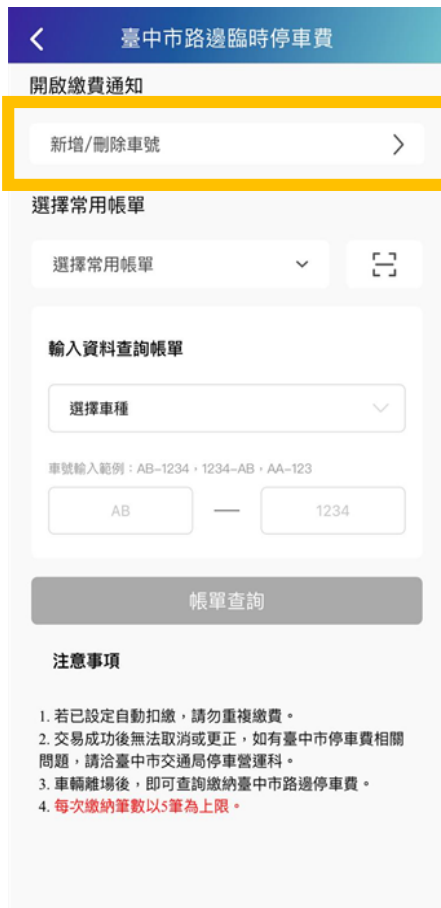 臺中市路邊臨時停車費
開啟繳費通知
新增/刪除車號
選擇常用帳單
選擇常用帳單
輸入資料查詢帳單
選擇車種
車號輸入範例：AB-1234，1234-AB，AA-123
AB — 1234
帳單查詢
注意事項
1. 若已設定自動扣繳，請勿重複繳費。
2. 交易成功後無法取消或更正，如有臺中市停車費相關
問題，請洽臺中市交通局停車營運科。
3. 車輛離場後，即可查詢繳納臺中市路邊停車費。
4. 每次繳納筆數以5筆為上限。